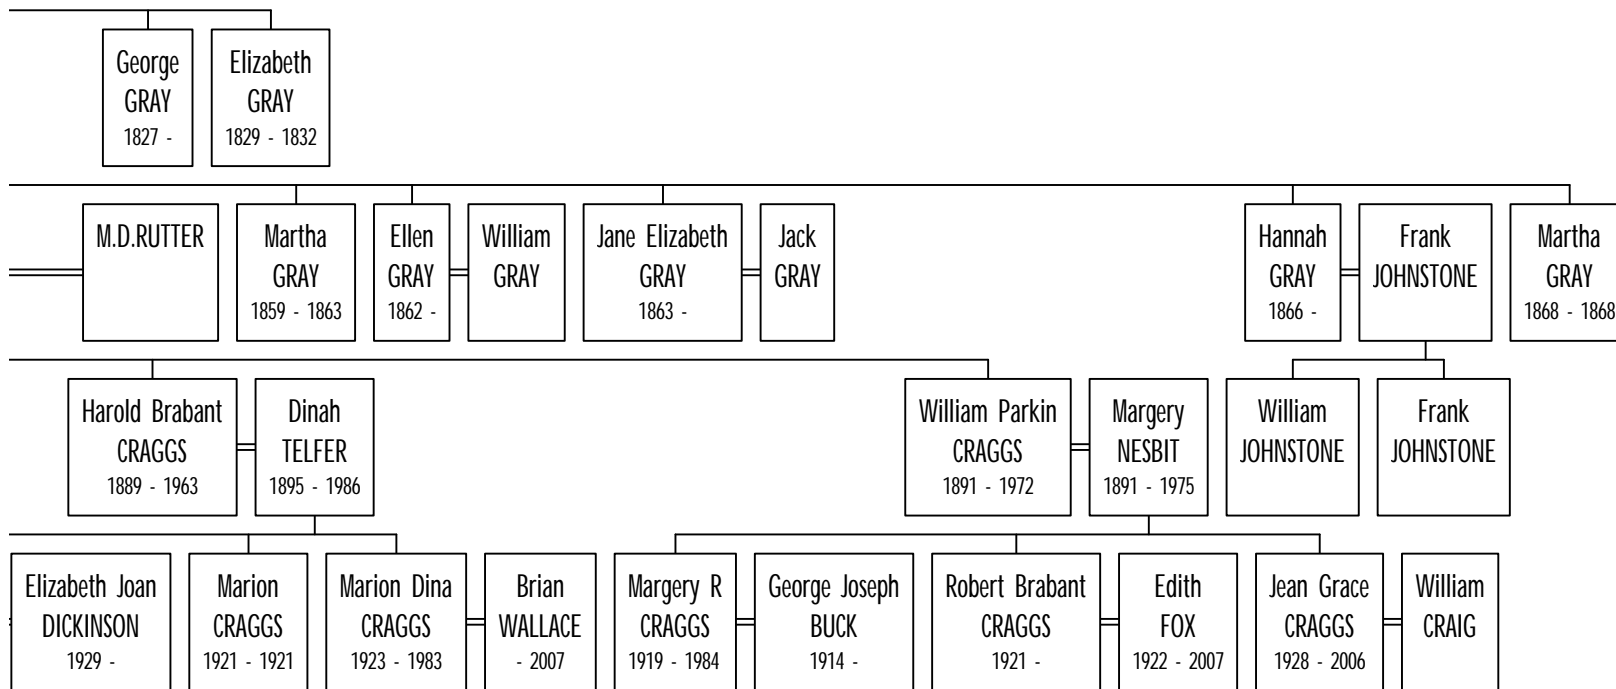 George
GRAY
1827 -
Elizabeth
GRAY
1829 - 1832
M.D.RUTTER
Martha
GRAY
1859 - 1863
Ellen
GRAY
1862 -
William
GRAY
Jane Elizabeth
GRAY
1863 -
Jack
GRAY
Hannah
GRAY
1866 -
Frank
JOHNSTONE
Martha
GRAY
1868 - 1868
Harold Brabant
CRAGGS
1889 - 1963
Dinah
TELFER
1895 - 1986
William Parkin
CRAGGS
1891 - 1972
Margery
NESBIT
1891 - 1975
William
JOHNSTONE
Frank
JOHNSTONE
Elizabeth Joan
DICKINSON
1929 -
Marion
CRAGGS
1921 - 1921
Marion Dina
CRAGGS
1923 - 1983
Brian
WALLACE
- 2007
Margery R
CRAGGS
1919 - 1984
George Joseph
BUCK
1914 -
Robert Brabant
CRAGGS
1921 -
Edith
FOX
1922 - 2007
Jean Grace
CRAGGS
1928 - 2006
William
CRAIG